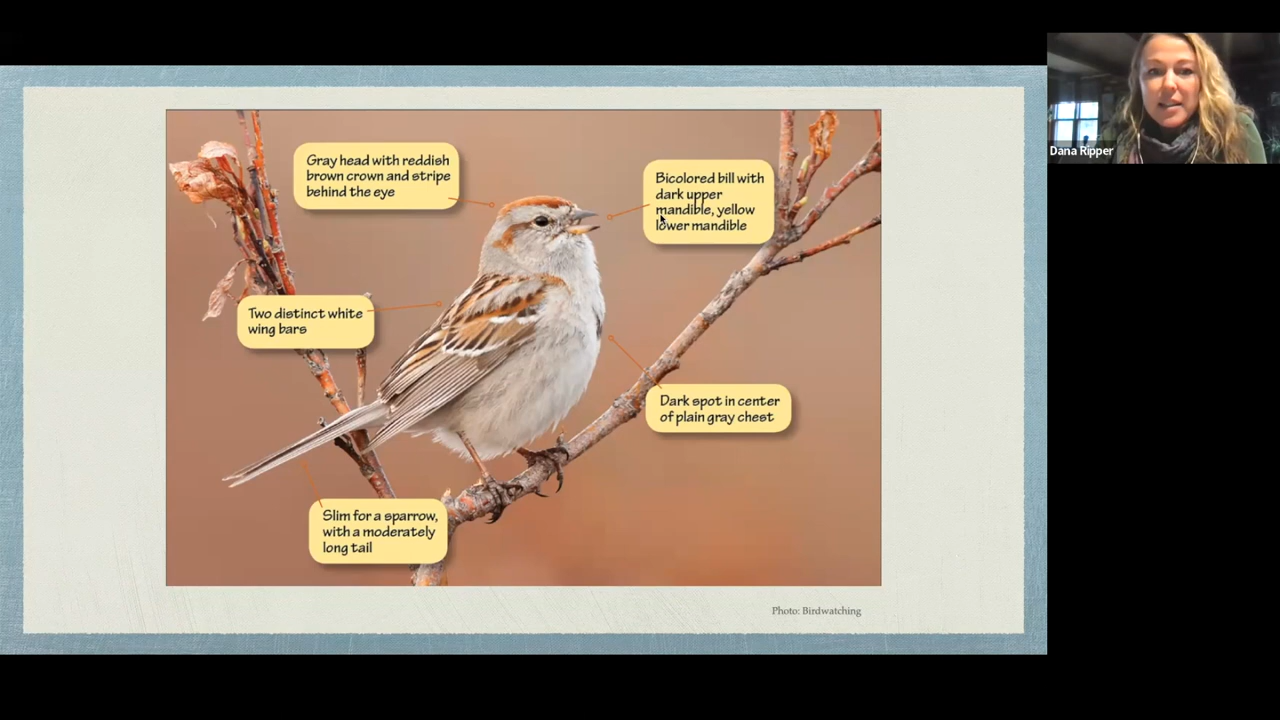 Gray head with reddish
brown crown and stripe
behind the eye
Bicolored bill with
dark upper
mandible, yellow
lower mandible
Two distinct white
wing bars
Dark spot in center
of plain gray chest
Slim for a sparrow,
with a moderately
long tail
Photo: Birdwatching
Dana Ripper